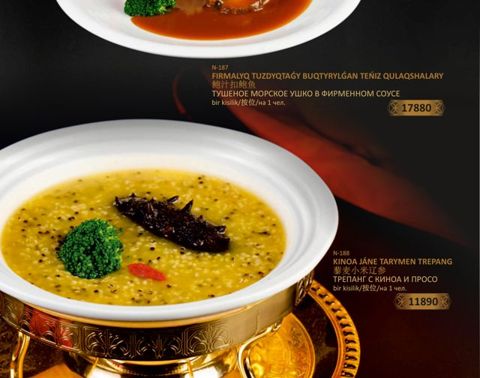 N-187
FIRMALYQ TUZDYQTAǴY BUQTYRYLǴAN TEŃIZ QULAQSHALARY
鲍汁扣鲍鱼
ТУШЕНОЕ МОРСКОЕ УШКО В ФИРМЕННОМ СОУСЕ
bir kisilik/按位/на 1 чел.
17880
N-188
KINOA JÁNE TARYMEN TREPANG
藜麦小米辽参
ТРЕПАНГ С КИНОА И ПРОСО
bir kisilik/按位/на 1 чел.
11890